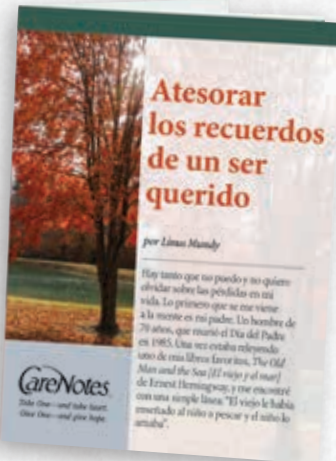 Atesorar
los recuerdos
de un ser
querido
por Linus Mundy
Hay tanto que no puedo y no quiero
olvidar sobre las pérdidas en mi
vida. Lo primero que se me viene
a la mente es mi padre. Un hombre de
70 años, que murió el Día del Padre
en 1985. Una vez estaba releyendo
uno de mis libros favoritos, The Old
Man and the Sea [El viejo y el mar]
de Ernest Hemingway, y me encontré
con una simple línea: "El viejo le había
enseñado al niño a pescar y el niño lo
amaba".
CareNotes
Take One—and take heart.
Give One—and give hope.